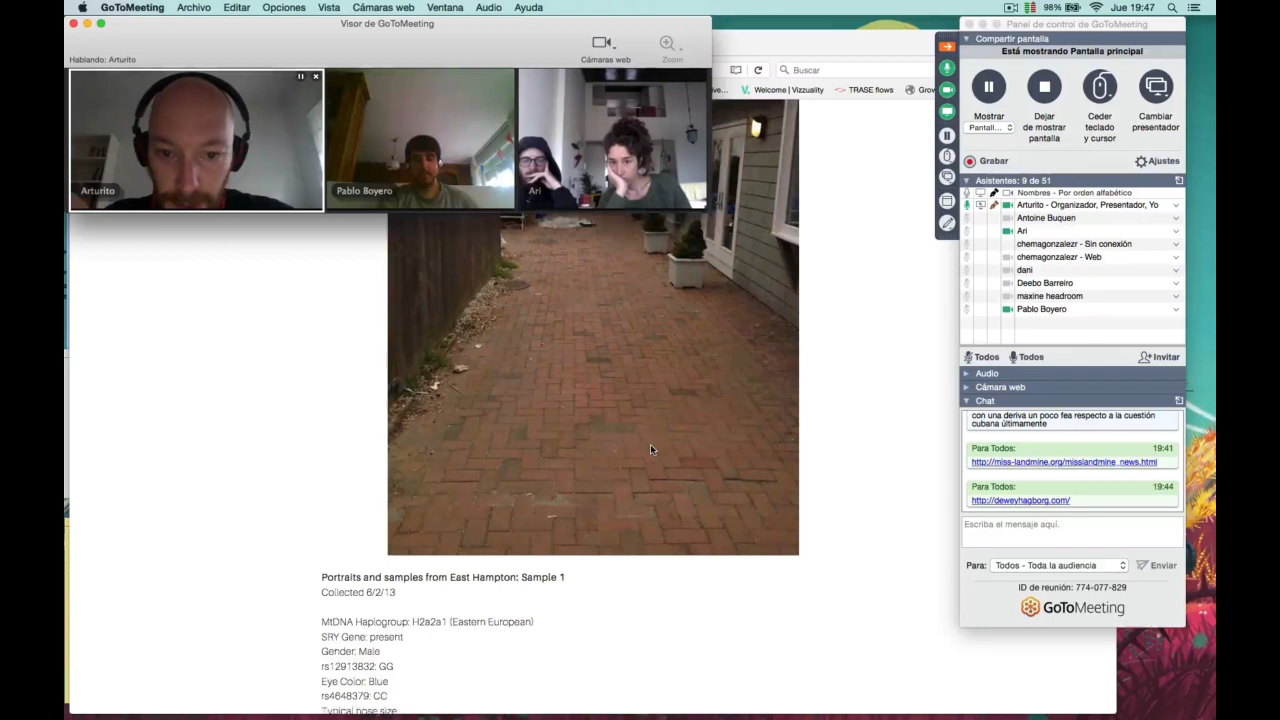 GoToMeeting Archivo Editar Opciones Vista Cámaras web Ventana Audio Ayuda
98% Jue 19:47
Visor de GoToMeeting
Hablando: Arturito
Cámaras web
Zoom
Arturito
Pablo Boyero
Ari
Buscar
Welcome | Vizzuality
TRASE flows
Portraits and samples from East Hampton: Sample 1
Collected 6/2/13
MtDNA Haplogroup: H2a2a1 (Eastern European)
SRY Gene: present
Gender: Male
rs12913832: GG
Eye Color: Blue
rs4648379: CC
Typical nose size
Panel de control de GoToMeeting
Compartir pantalla
Está mostrando Pantalla principal
Mostrar
Pantall...
Dejar
de mostrar
pantalla
Ceder
teclado
y cursor
Cambiar
presentador
Grabar
Ajustes
Asistentes: 9 de 51
Nombres - Por orden alfabético
Arturito - Organizador, Presentador, Yo
Antoine Buquen
Ari
chemagonzalezr - Sin conexión
chemagonzalezr - Web
dani
Deebo Barreiro
maxine headroom
Pablo Boyero
Todos
Todos
Invitar
Audio
Cámara web
Chat
con una deriva un poco fea respecto a la cuestión
cubana últimamente
Para Todos: 19:41
http://miss-landmine.org/misslandmine_news.html
Para Todos: 19:44
http://deweyhagborg.com/
Escriba el mensaje aquí.
Para: Todos - Toda la audiencia
Enviar
ID de reunión: 774-077-829
GoToMeeting